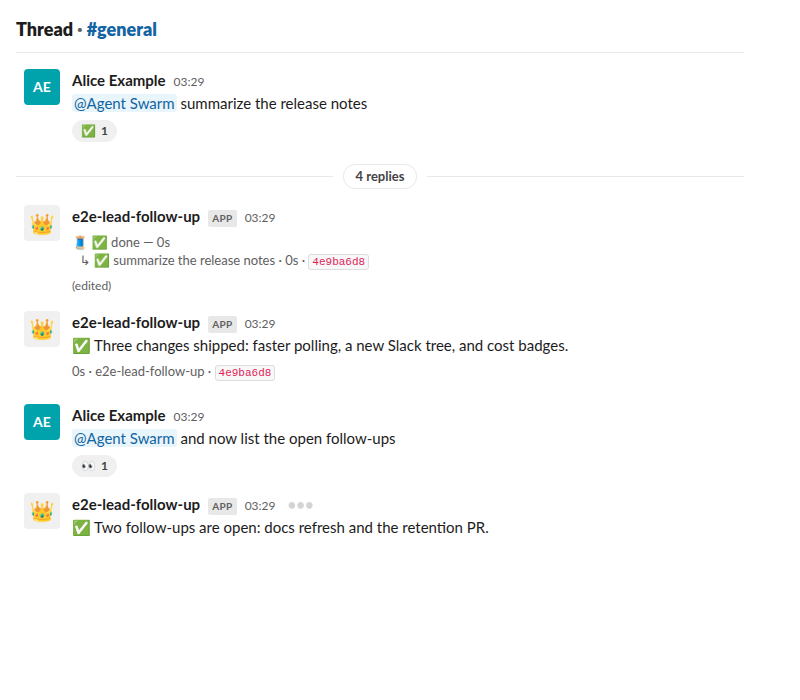 Thread • #general
AE
Alice Example 03:29
@Agent Swarm summarize the release notes
✅ 1
4 replies
e2e-lead-follow-up APP 03:29
🧵 ✅ done — 0s
↳ ✅ summarize the release notes · 0s · 4e9ba6d8
(edited)
e2e-lead-follow-up APP 03:29
✅ Three changes shipped: faster polling, a new Slack tree, and cost badges.
0s · e2e-lead-follow-up · 4e9ba6d8
AE
Alice Example 03:29
@Agent Swarm and now list the open follow-ups
👀 1
e2e-lead-follow-up APP 03:29
✅ Two follow-ups are open: docs refresh and the retention PR.